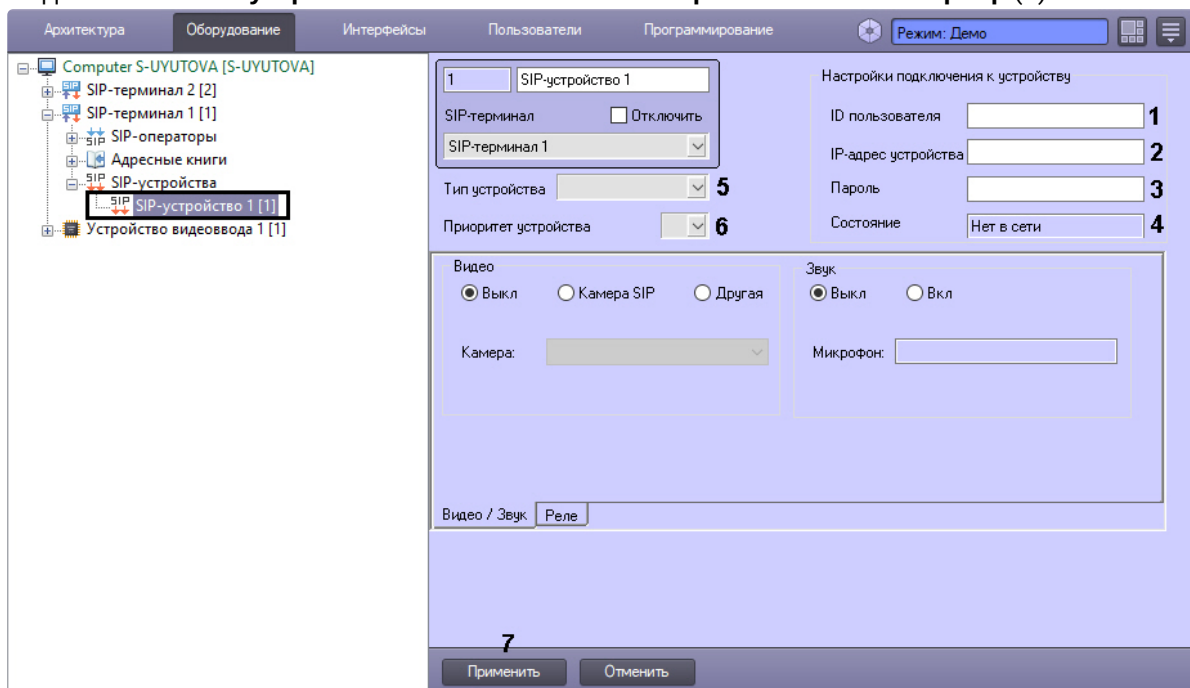 Архитектура Оборудование Интерфейсы Пользователи Программирование Режим: Демо
Computer S-UYUTOVA [S-UYUTOVA]
SIP-терминал 2 [2]
SIP-терминал 1 [1]
SIP-операторы
Адресные книги
SIP-устройства
SIP-устройство 1 [1]
Устройство видеоввода 1 [1]
1 SIP-устройство 1
SIP-терминал Отключить
SIP-терминал 1
Тип устройства 5
Приоритет устройства 6
Настройки подключения к устройству
ID пользователя 1
IP-адрес устройства 2
Пароль 3
Состояние Нет в сети 4
Видео
Выкл Камера SIP Другая
Камера:
Звук
Выкл Вкл
Микрофон:
Видео / Звук Реле
7
Применить Отменить